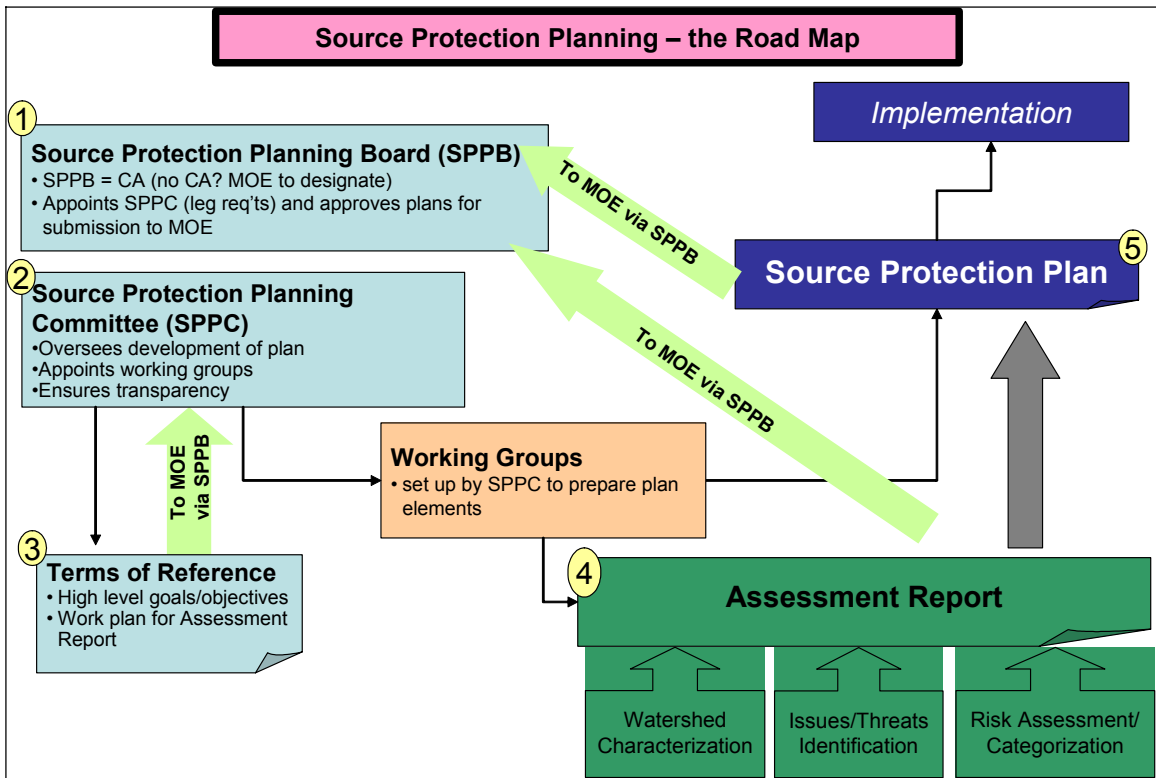 Source Protection Planning – the Road Map
1
Source Protection Planning Board (SPPB)
• SPPB = CA (no CA? MOE to designate)
• Appoints SPPC (leg req'ts) and approves plans for
submission to MOE
2
Source Protection Planning
Committee (SPPC)
•Oversees development of plan
•Appoints working groups
•Ensures transparency
To MOE
via SPPB
3
Terms of Reference
• High level goals/objectives
• Work plan for Assessment
Report
Working Groups
• set up by SPPC to prepare plan
elements
To MOE via SPPB
To MOE via SPPB
Implementation
5
Source Protection Plan
4
Assessment Report
Watershed
Characterization
Issues/Threats
Identification
Risk Assessment/
Categorization